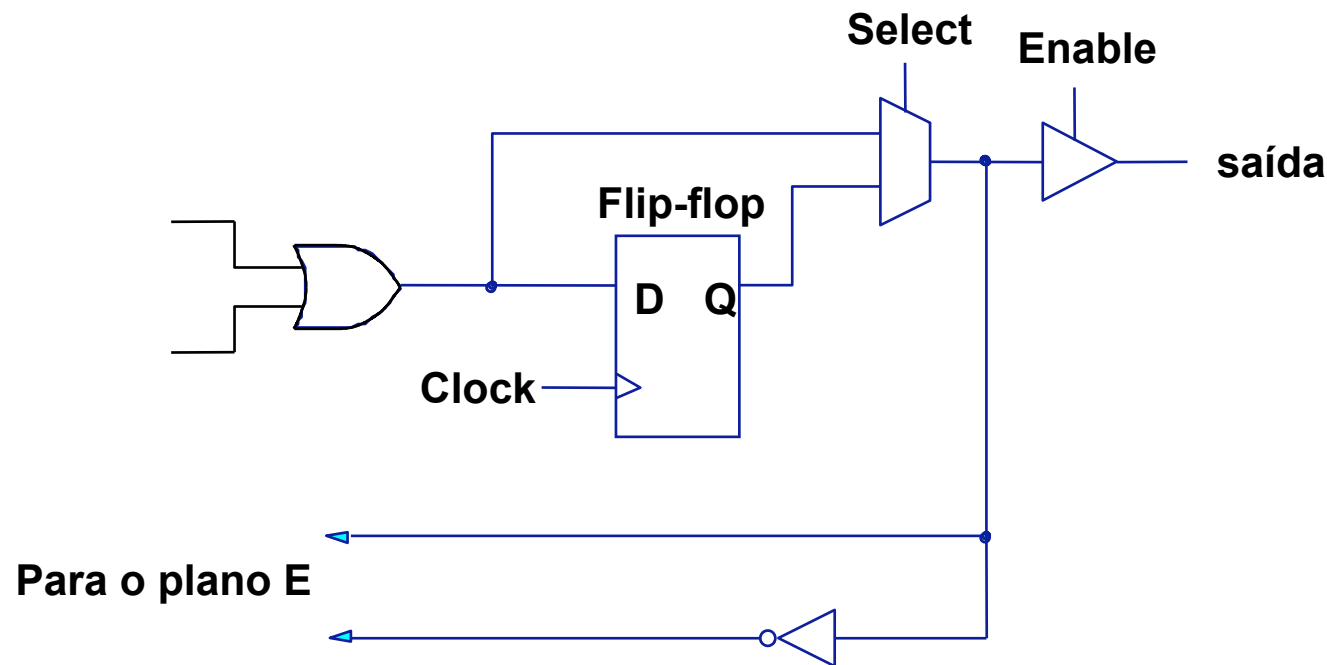 Select
Enable
saída
Flip-flop
D Q
Clock
Para o plano E